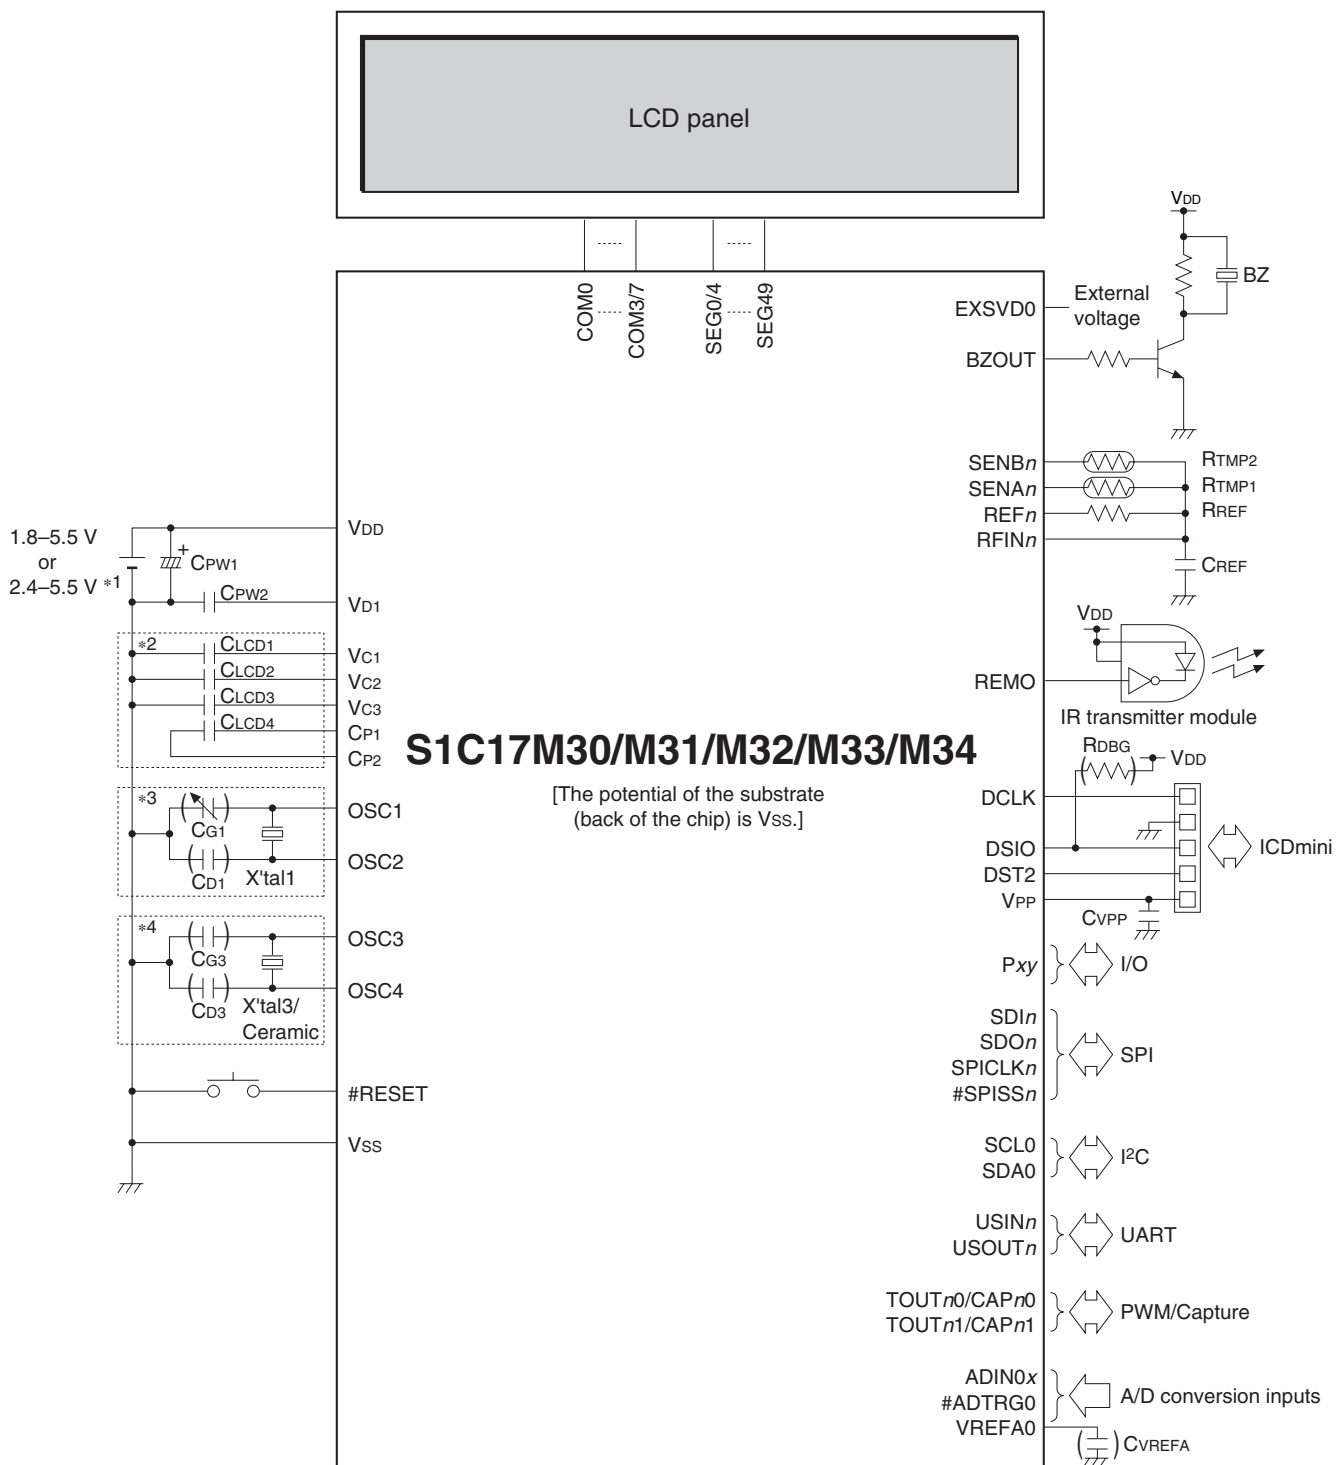 LCD panel
COM0
COM3/7
SEG0/4
SEG49
VDD
BZ
EXSVD0
External
voltage
BZOUT
SENBn
RTMP2
SENAn
RTMP1
REFn
RREF
RFINn
CREF
1.8–5.5 V
or
2.4–5.5 V *1
+
CPW1
VDD
CPW2
VD1
*2
CLCD1
VC1
CLCD2
VC2
CLCD3
VC3
CLCD4
CP1
CP2
VDD
REMO
IR transmitter module
S1C17M30/M31/M32/M33/M34
[The potential of the substrate
(back of the chip) is VSS.]
RDBG
VDD
DCLK
DSIO
DST2
VPP
CVPP
ICDmini
*3
CG1
CD1
X'tal1
OSC1
OSC2
*4
CG3
CD3
X'tal3/
Ceramic
OSC3
OSC4
#RESET
VSS
Pxy
I/O
SDIn
SDOn
SPICLKn
#SPISSn
SPI
SCL0
SDA0
I²C
USINn
USOUTn
UART
TOUTn0/CAPn0
TOUTn1/CAPn1
PWM/Capture
ADIN0x
#ADTRG0
VREFA0
A/D conversion inputs
CVREFA